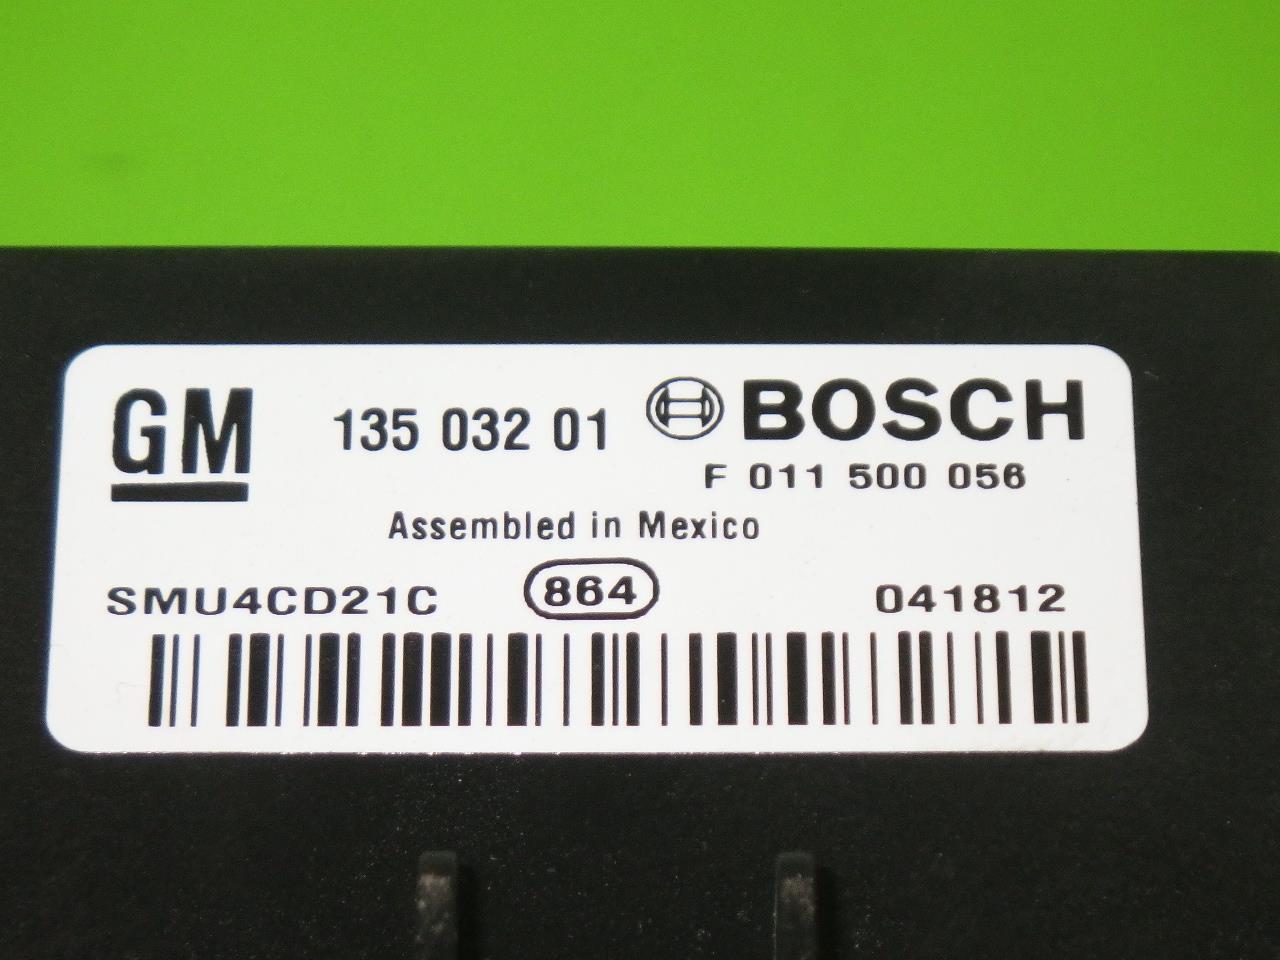 GM 135 032 01 BOSCH
F 011 500 056
Assembled in Mexico
SMU4CD21C 864 041812